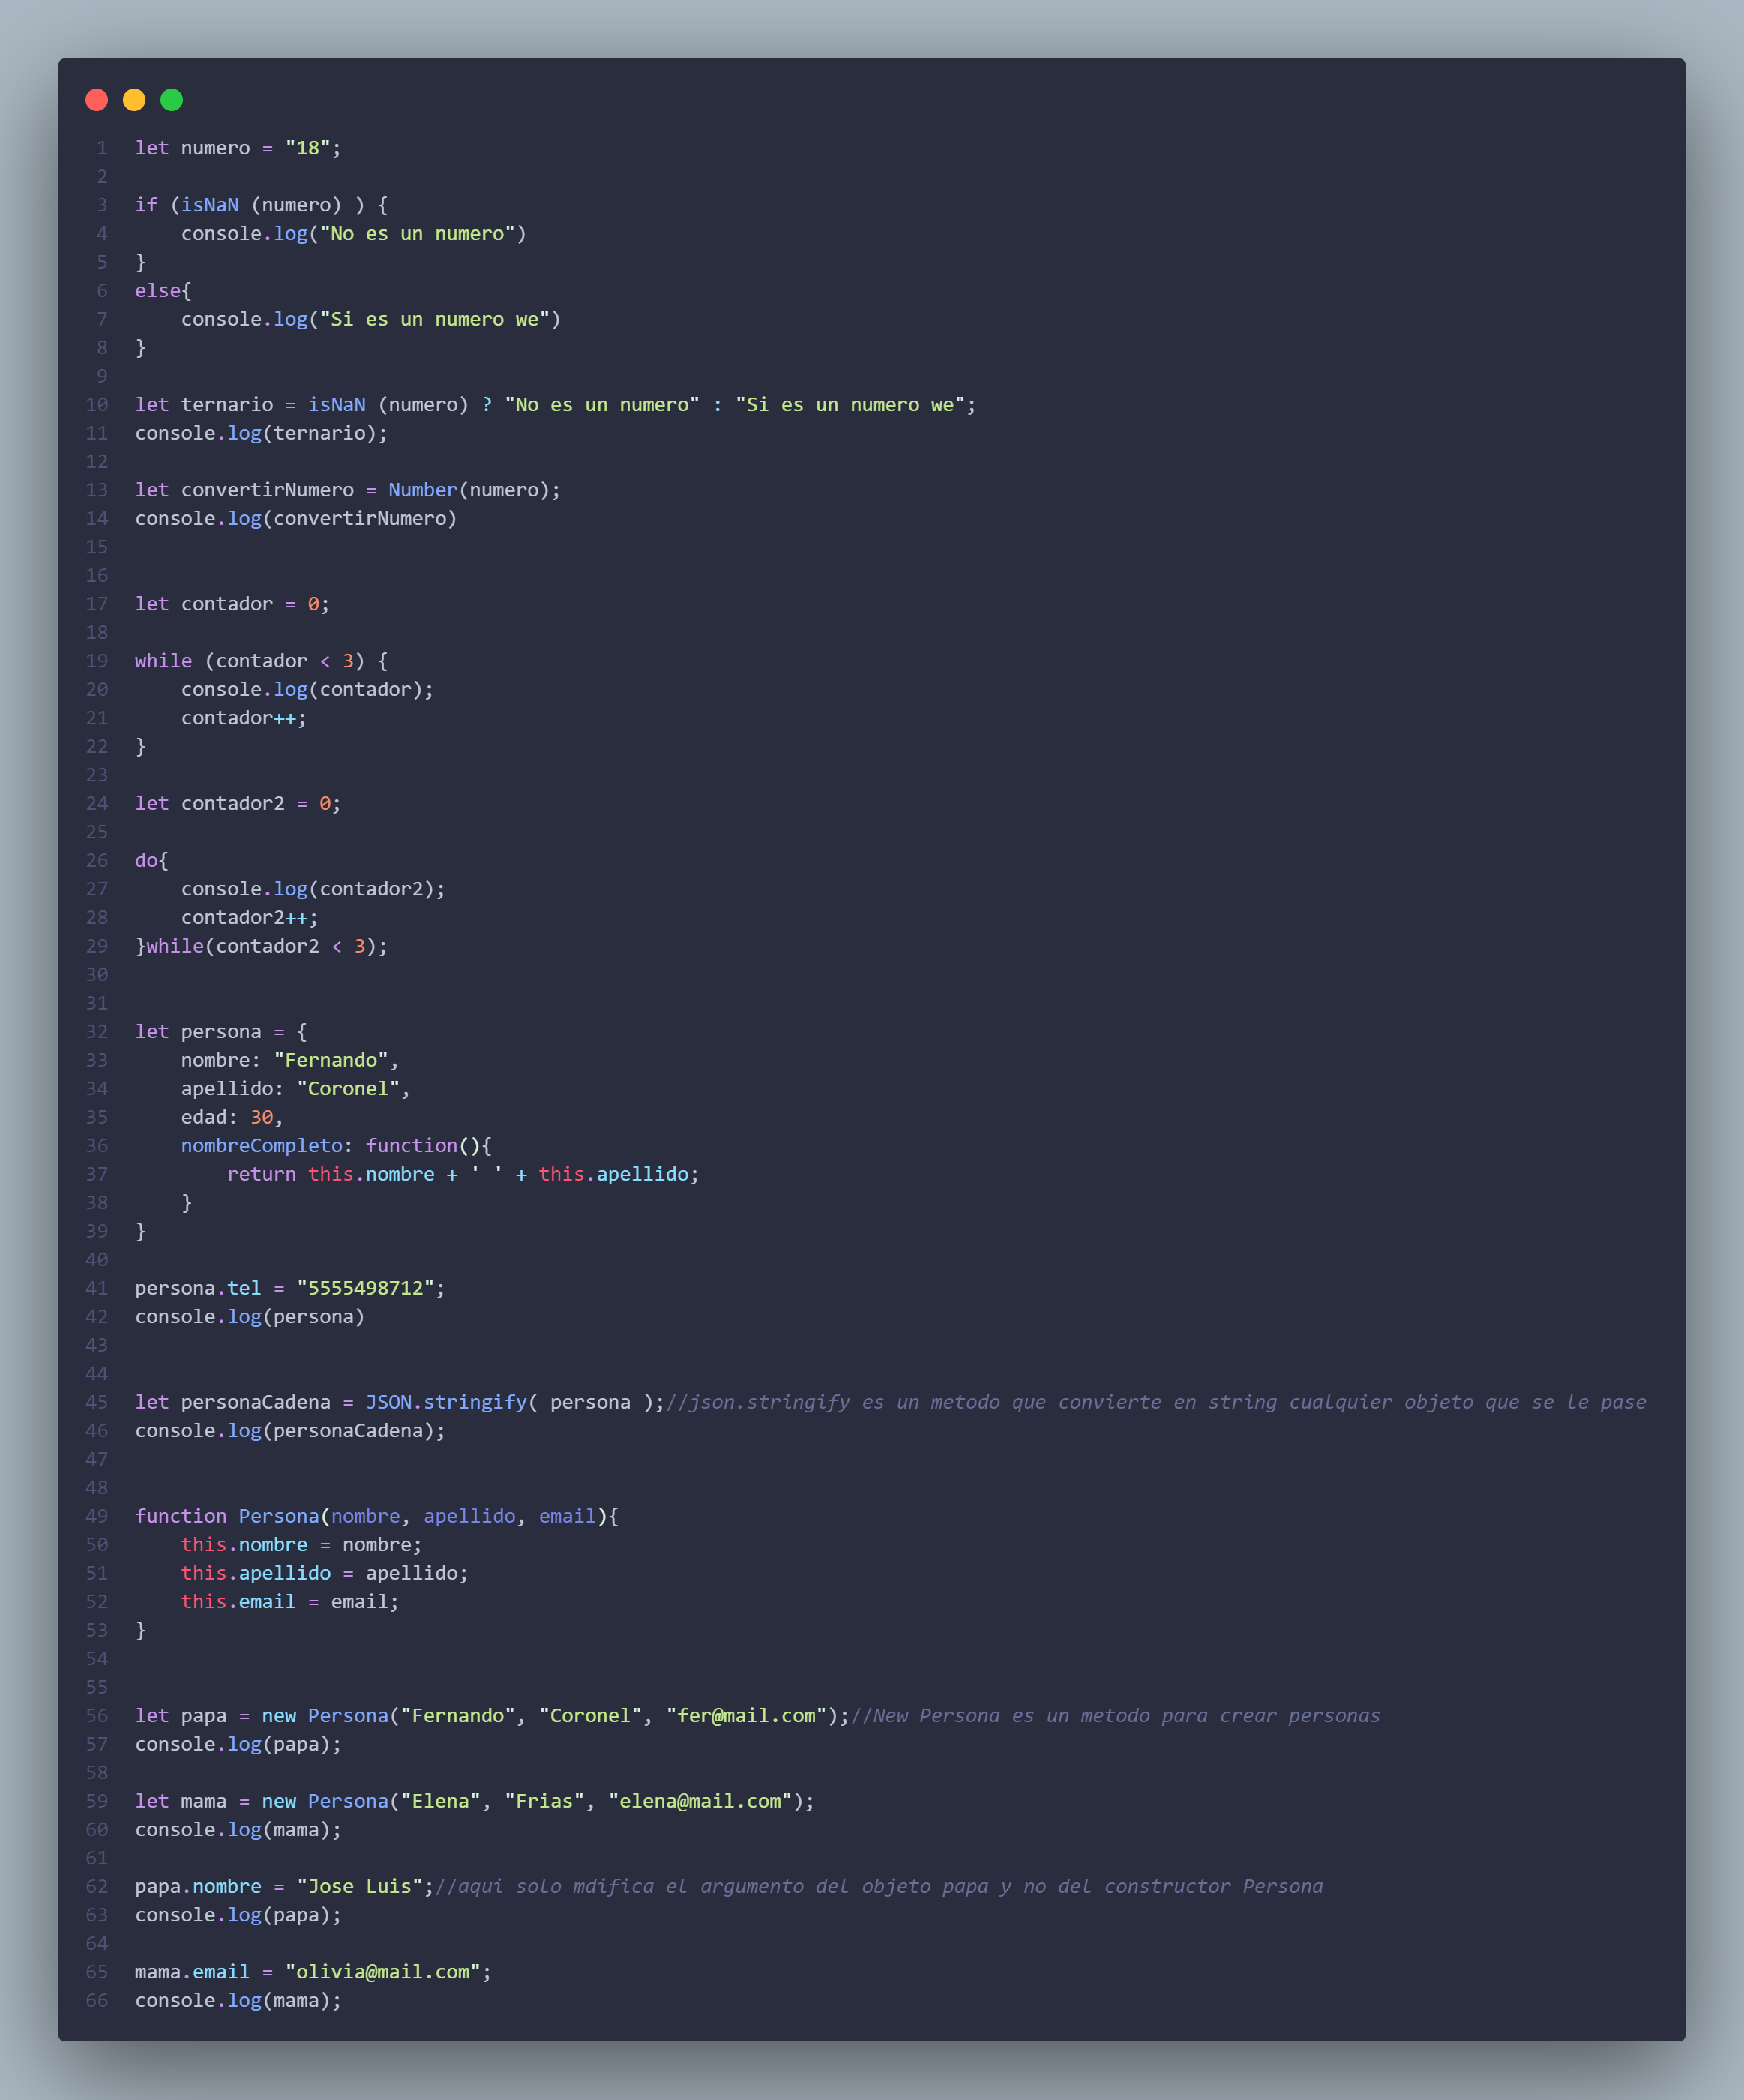 1 let numero = "18";
2
3 if (isNaN (numero) ) {
4     console.log("No es un numero")
5 }
6 else{
7     console.log("Si es un numero we")
8 }
9
10 let ternario = isNaN (numero) ? "No es un numero" : "Si es un numero we";
11 console.log(ternario);
12
13 let convertirNumero = Number(numero);
14 console.log(convertirNumero)
15
16
17 let contador = 0;
18
19 while (contador < 3) {
20     console.log(contador);
21     contador++;
22 }
23
24 let contador2 = 0;
25
26 do{
27     console.log(contador2);
28     contador2++;
29 }while(contador2 < 3);
30
31
32 let persona = {
33     nombre: "Fernando",
34     apellido: "Coronel",
35     edad: 30,
36     nombreCompleto: function(){
37         return this.nombre + ' ' + this.apellido;
38     }
39 }
40
41 persona.tel = "5555498712";
42 console.log(persona)
43
44
45 let personaCadena = JSON.stringify( persona );//json.stringify es un metodo que convierte en string cualquier objeto que se le pase
46 console.log(personaCadena);
47
48
49 function Persona(nombre, apellido, email){
50     this.nombre = nombre;
51     this.apellido = apellido;
52     this.email = email;
53 }
54
55
56 let papa = new Persona("Fernando", "Coronel", "fer@mail.com");//New Persona es un metodo para crear personas
57 console.log(papa);
58
59 let mama = new Persona("Elena", "Frias", "elena@mail.com");
60 console.log(mama);
61
62 papa.nombre = "Jose Luis";//aqui solo mdifica el argumento del objeto papa y no del constructor Persona
63 console.log(papa);
64
65 mama.email = "olivia@mail.com";
66 console.log(mama);